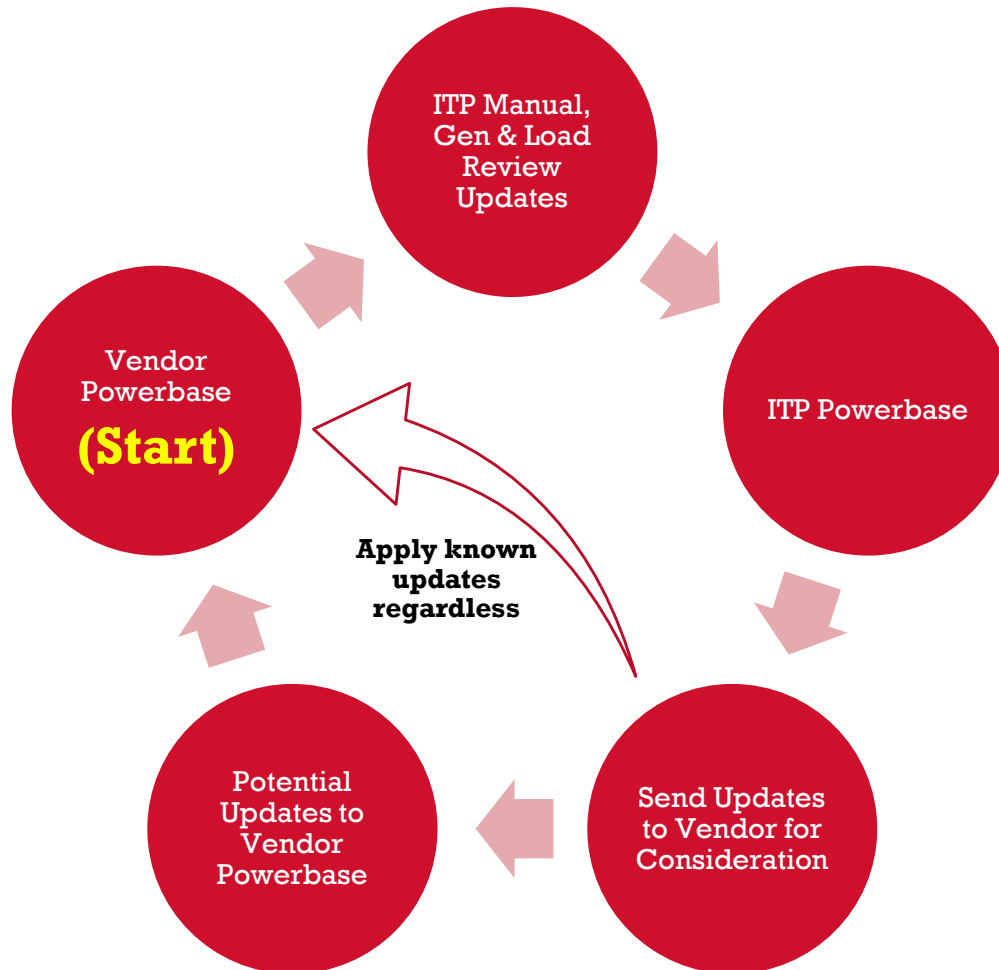 ITP Manual,
Gen & Load
Review
Updates
Vendor
Powerbase
(Start)
ITP Powerbase
Apply known
updates
regardless
Potential
Updates to
Vendor
Powerbase
Send Updates
to Vendor for
Consideration